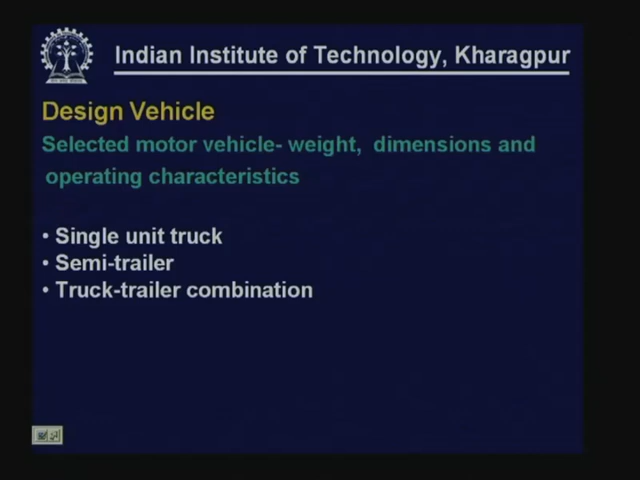 Indian Institute of Technology, Kharagpur
Design Vehicle
Selected motor vehicle- weight, dimensions and
operating characteristics
• Single unit truck
• Semi-trailer
• Truck-trailer combination